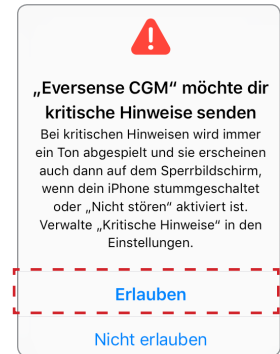 „Eversense CGM“ möchte dir
kritische Hinweise senden
Bei kritischen Hinweisen wird immer
ein Ton abgespielt und sie erscheinen
auch dann auf dem Sperrbildschirm,
wenn dein iPhone stummgeschaltet
oder „Nicht stören“ aktiviert ist.
Verwalte „Kritische Hinweise“ in den
Einstellungen.
Erlauben
Nicht erlauben